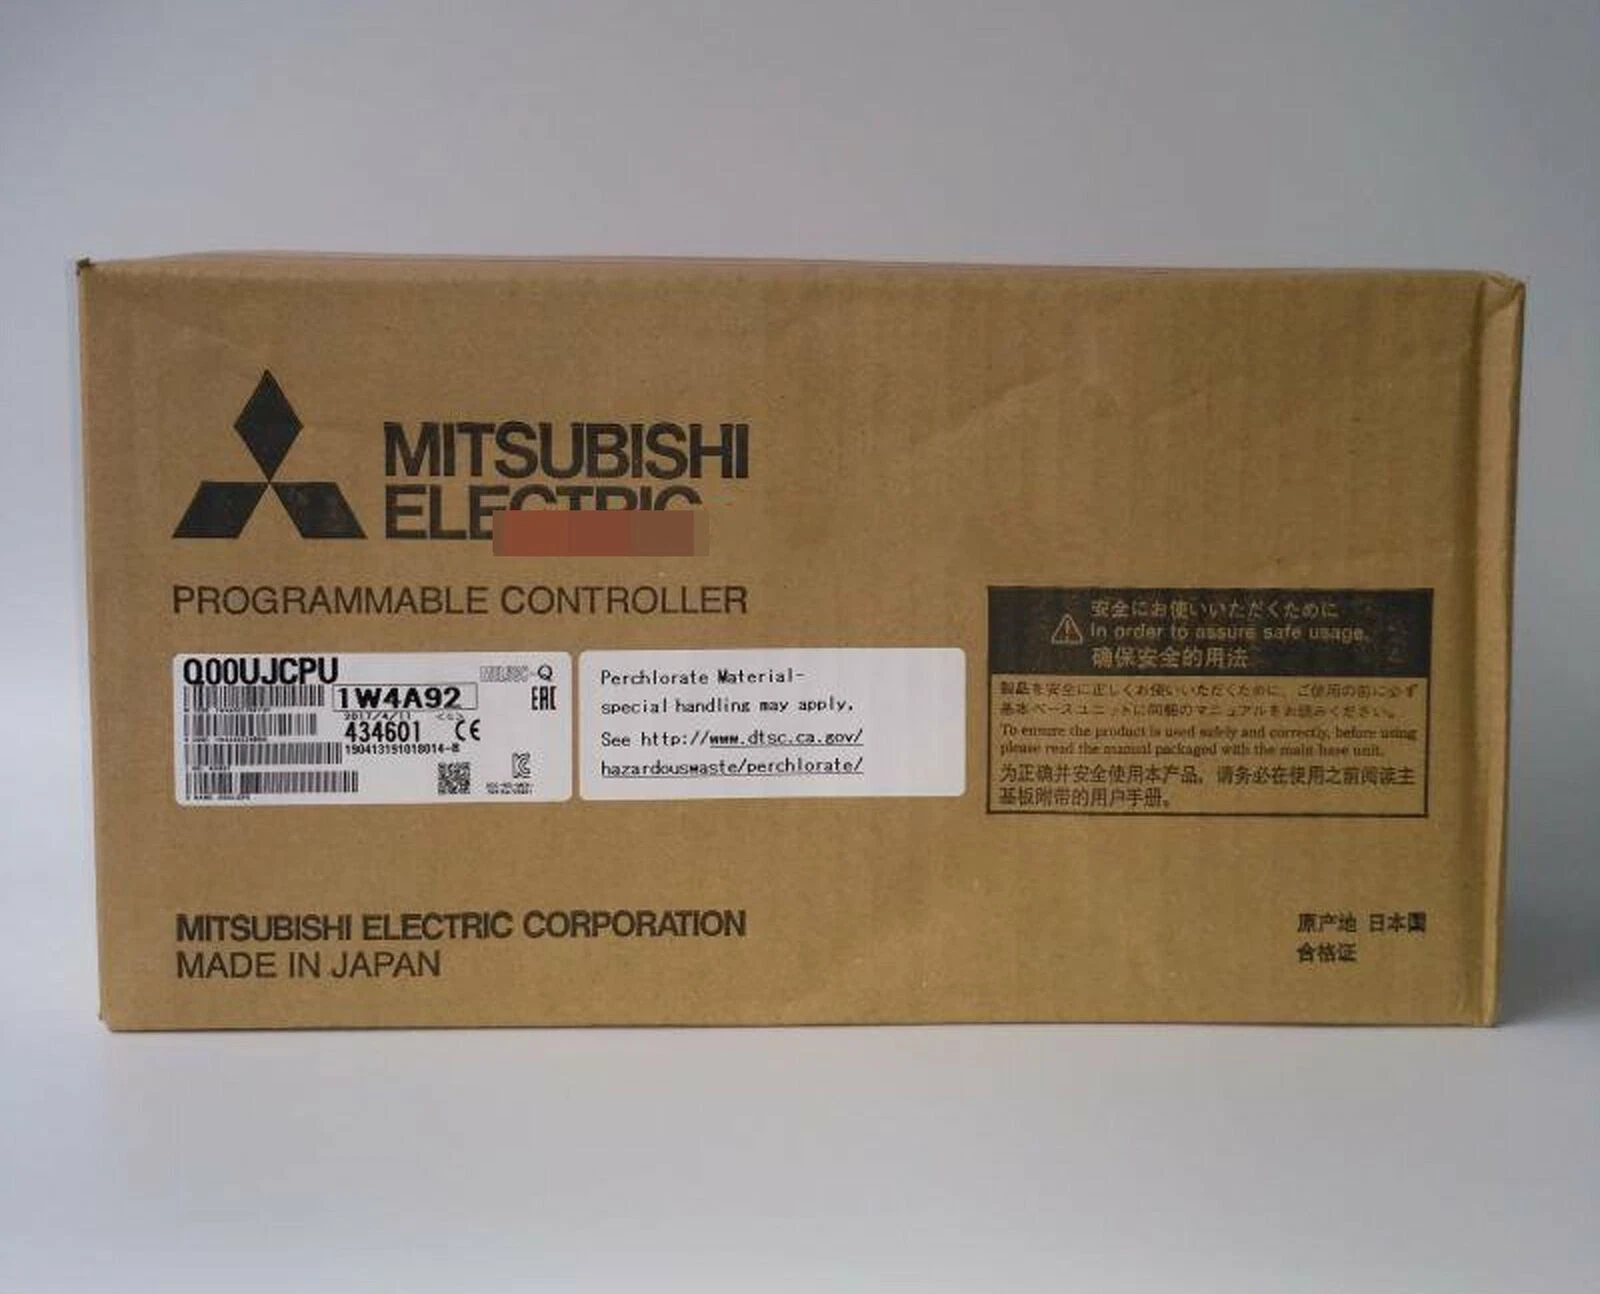 MITSUBISHI
ELECTRIC
PROGRAMMABLE CONTROLLER
Q00UJCPU
MELSEC-Q
1W4A92
EAC
2017/4/11
434601 CE
190413191018014-B
Perchlorate Material-
special handling may apply.
See http://www.dtsc.ca.gov/
hazardouswaste/perchlorate/
安全にお使いいただくために
In order to assure safe usage.
确保安全的用法
製品を安全に正しくお使いいただくために、ご使用の前に必ず
基本ベースユニットに同梱のマニュアルをお読みください。
To ensure the product is used safely and correctly, before using
please read the manual packaged with the main base unit.
为正确并安全使用本产品，请务必在使用之前阅读主
基板附带的用户手册。
MITSUBISHI ELECTRIC CORPORATION
MADE IN JAPAN
原产地 日本国
合格证